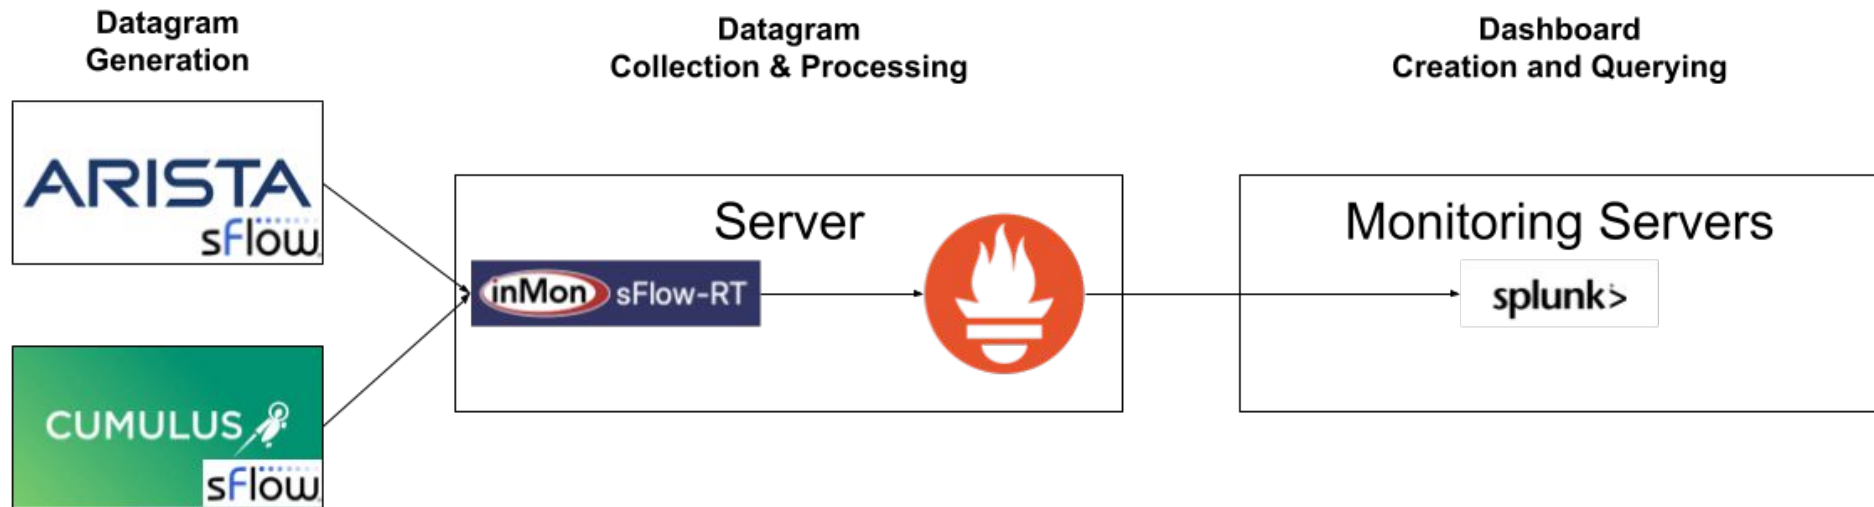 Datagram
Generation
Datagram
Collection & Processing
Dashboard
Creation and Querying
ARISTA
sFlow
CUMULUS
sFlow
Server
inMon sFlow-RT
Monitoring Servers
splunk>